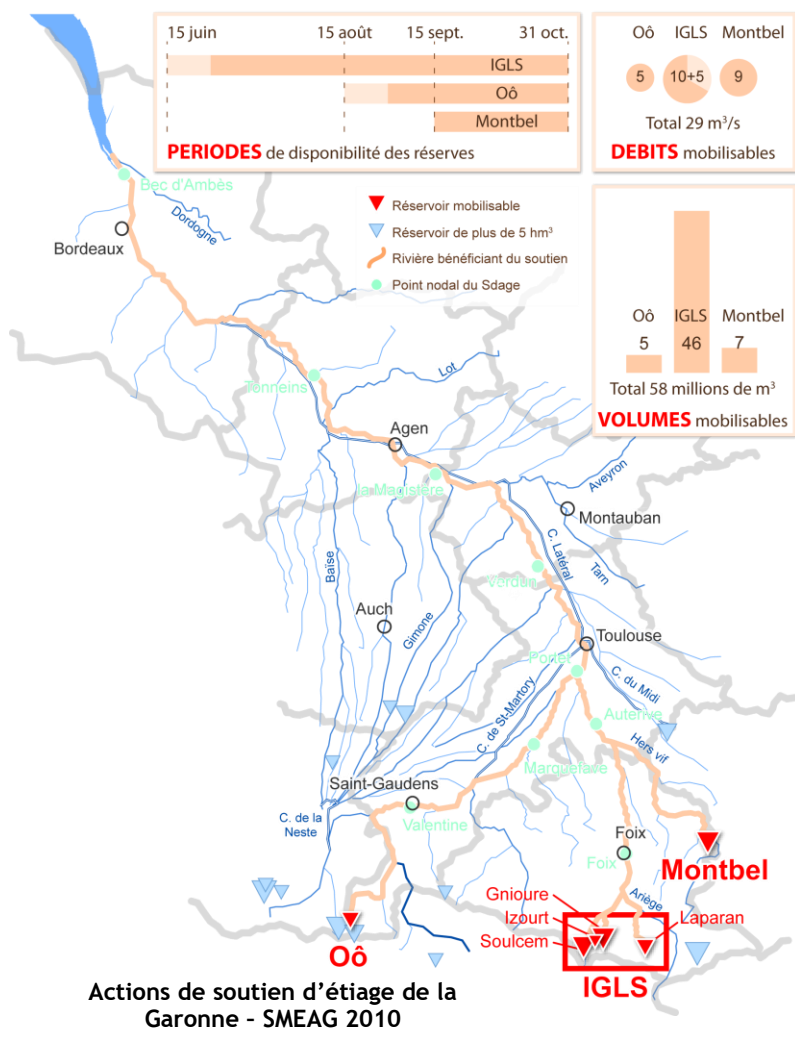 15 juin 15 août 15 sept. 31 oct.
IGLS
Oô
Montbel
PERIODES de disponibilité des réserves
Oô IGLS Montbel
5 10+5 9
Total 29 m³/s
DEBITS mobilisables
Réservoir mobilisable
Réservoir de plus de 5 hm³
Rivière bénéficiant du soutien
Point nodal du Sdage
Oô IGLS Montbel
5 46 7
Total 58 millions de m³
VOLUMES mobilisables
Bec d'Ambès
Dordogne
Bordeaux
Tonneins
Lot
Agen
la Magistère
Aveyron
Montauban
C. Latéral
Tarn
Verdun
Baïse
Auch
Gimone
Toulouse
Portet
C. du Midi
C. de St-Martory
Auterive
Hers vif
Marquefave
Saint-Gaudens
Valentine
C. de la
Neste
Foix
Foix
Montbel
Ariège
Gnioure
Izourt
Soulcem
Laparan
Oô
IGLS
Actions de soutien d'étiage de la
Garonne - SMEAG 2010